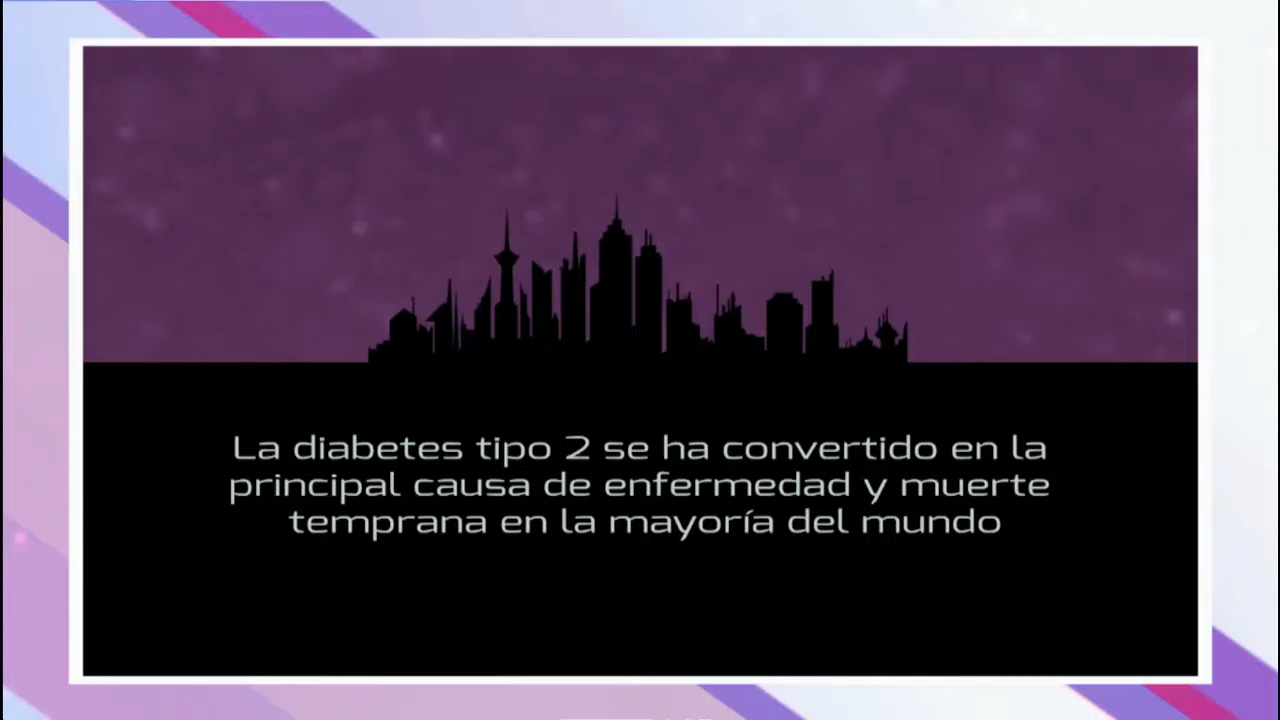 La diabetes tipo 2 se ha convertido en la
principal causa de enfermedad y muerte
temprana en la mayoría del mundo